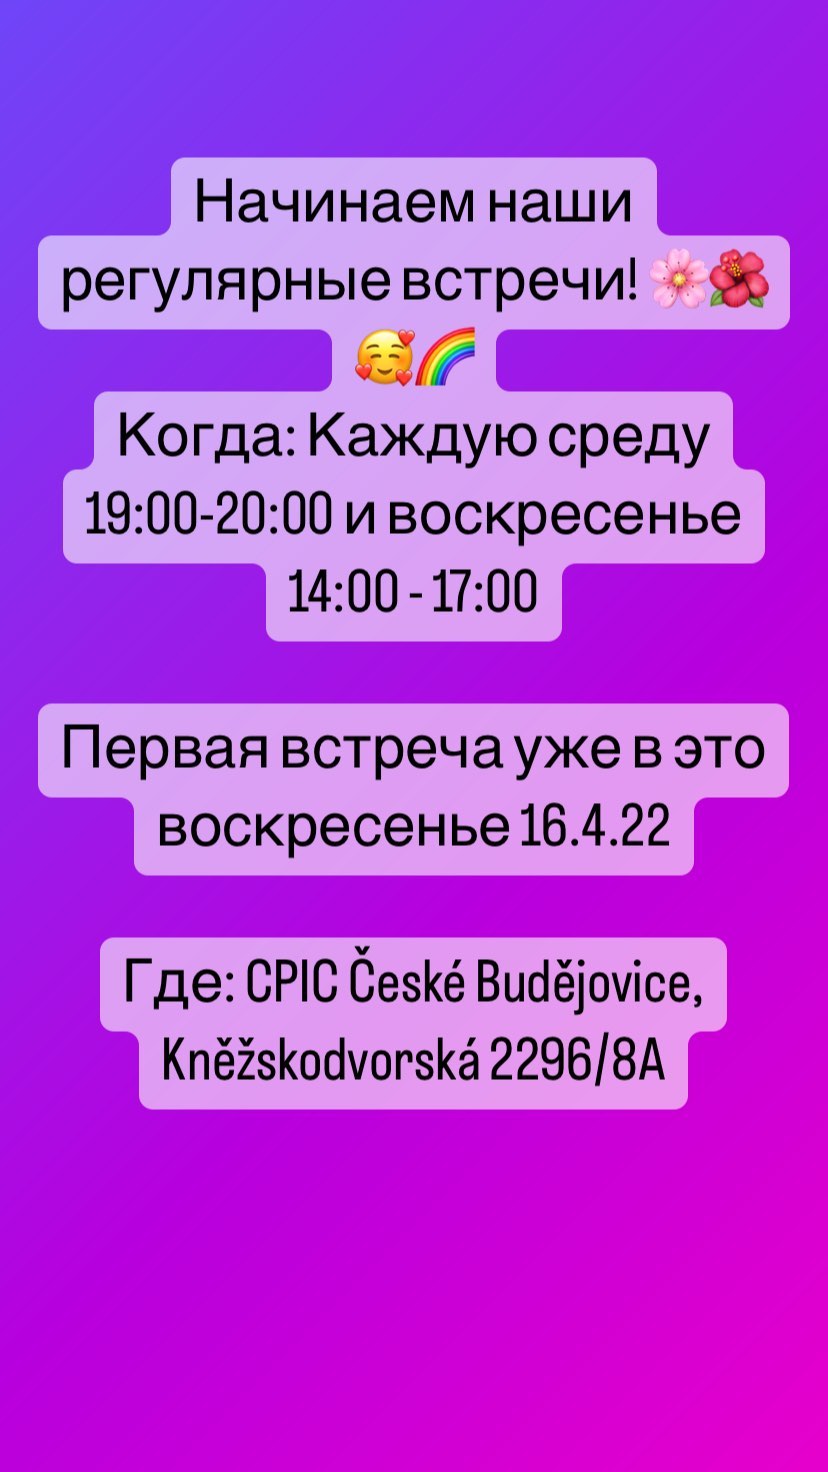 Начинаем наши
регулярные встречи! 🌸🌺
🥰🌈
Когда: Каждую среду
19:00-20:00 и воскресенье
14:00 - 17:00
Первая встреча уже в это
воскресенье 16.4.22
Где: CPIC České Budějovice,
Kněžskodvorská 2296/8A